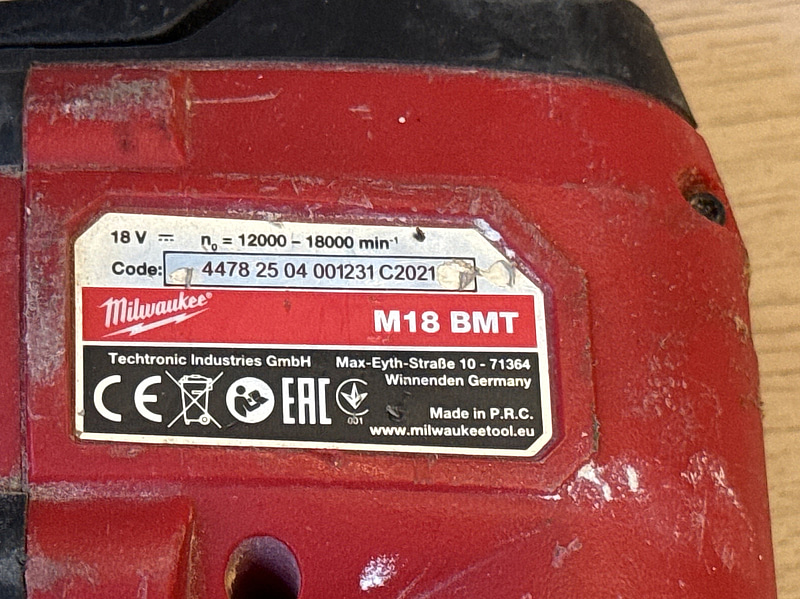 18 V ⎓ n₀ = 12000 – 18000 min⁻¹
Code: 4478 25 04 001231 C2021
Milwaukee®
M18 BMT
Techtronic Industries GmbH Max-Eyth-Straße 10 - 71364
Winnenden Germany
CE EAC
001
Made in P.R.C.
www.milwaukeetool.eu